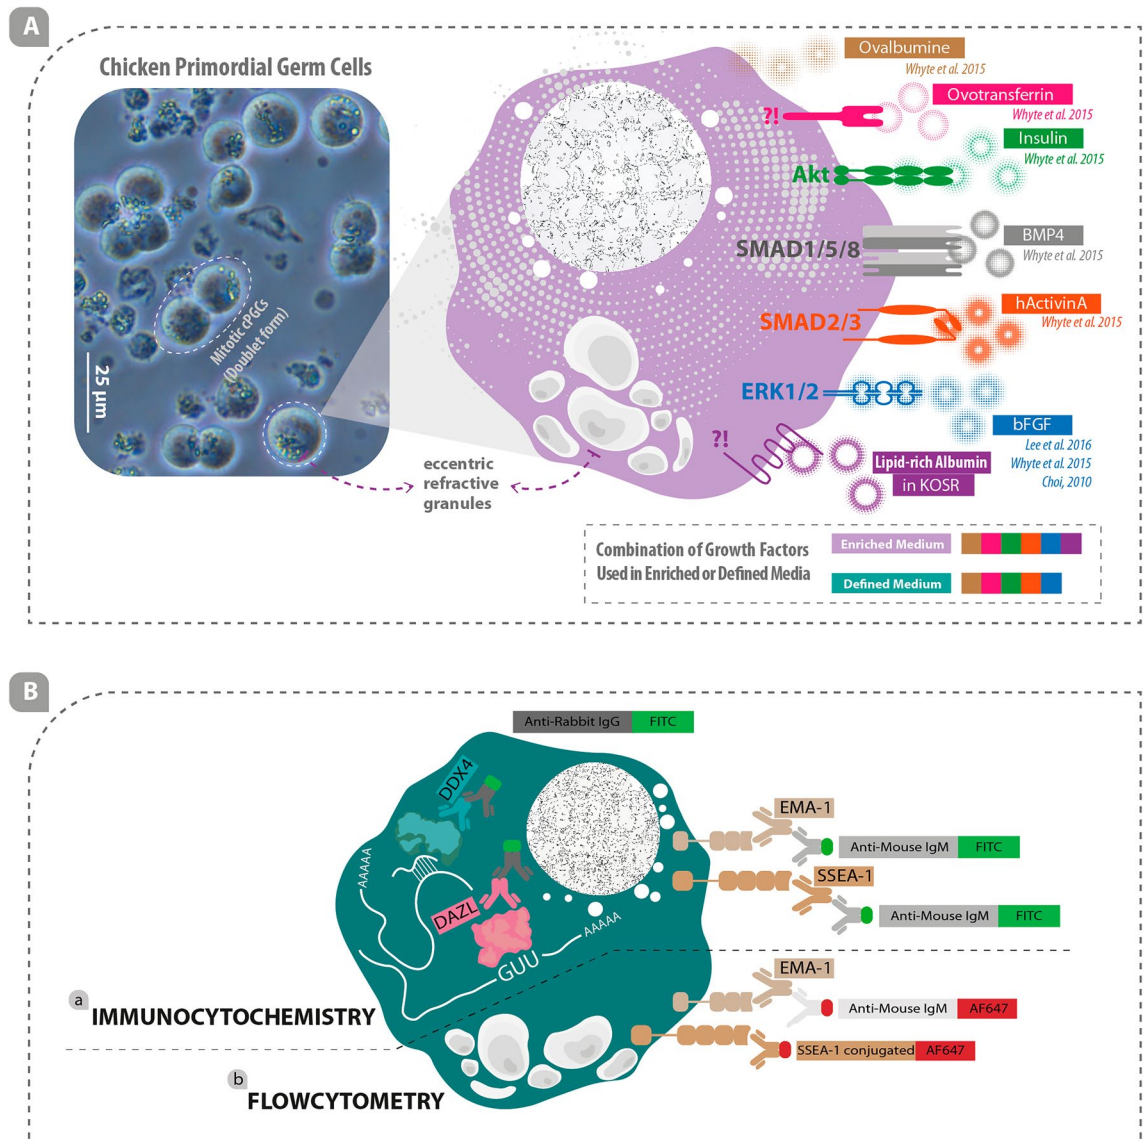 A
Chicken Primordial Germ Cells
Mitotic cPGCs
(Doublet form)
25 µm
eccentric
refractive
granules
Ovalbumine
Whyte et al. 2015
?!
Ovotransferrin
Whyte et al. 2015
Akt
Insulin
Whyte et al. 2015
SMAD1/5/8
BMP4
Whyte et al. 2015
SMAD2/3
hActivinA
Whyte et al. 2015
ERK1/2
bFGF
Lee et al. 2016
Whyte et al. 2015
Choi, 2010
?!
Lipid-rich Albumin
in KOSR
Combination of Growth Factors
Used in Enriched or Defined Media
Enriched Medium
Defined Medium
B
Anti-Rabbit IgG FITC
DDX4
AAAAA
DAZL
GUU
AAAAA
EMA-1
Anti-Mouse IgM FITC
SSEA-1
Anti-Mouse IgM FITC
a IMMUNOCYTOCHEMISTRY
EMA-1
Anti-Mouse IgM AF647
SSEA-1 conjugated AF647
b FLOWCYTOMETRY